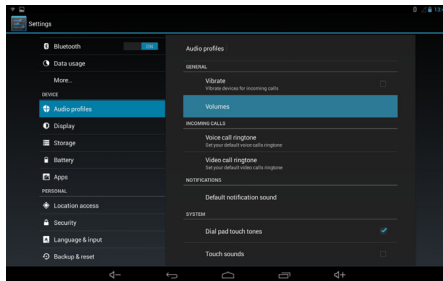 Settings
Bluetooth
ON
Data usage
More...
DEVICE
Audio profiles
Display
Storage
Battery
Apps
PERSONAL
Location access
Security
Language & input
Backup & reset
Audio profiles
GENERAL
Vibrate
Vibrate devices for incoming calls
Volumes
INCOMING CALLS
Voice call ringtone
Set your default voice calls ringtone
Video call ringtone
Set your default video calls ringtone
NOTIFICATIONS
Default notification sound
SYSTEM
Dial pad touch tones
Touch sounds